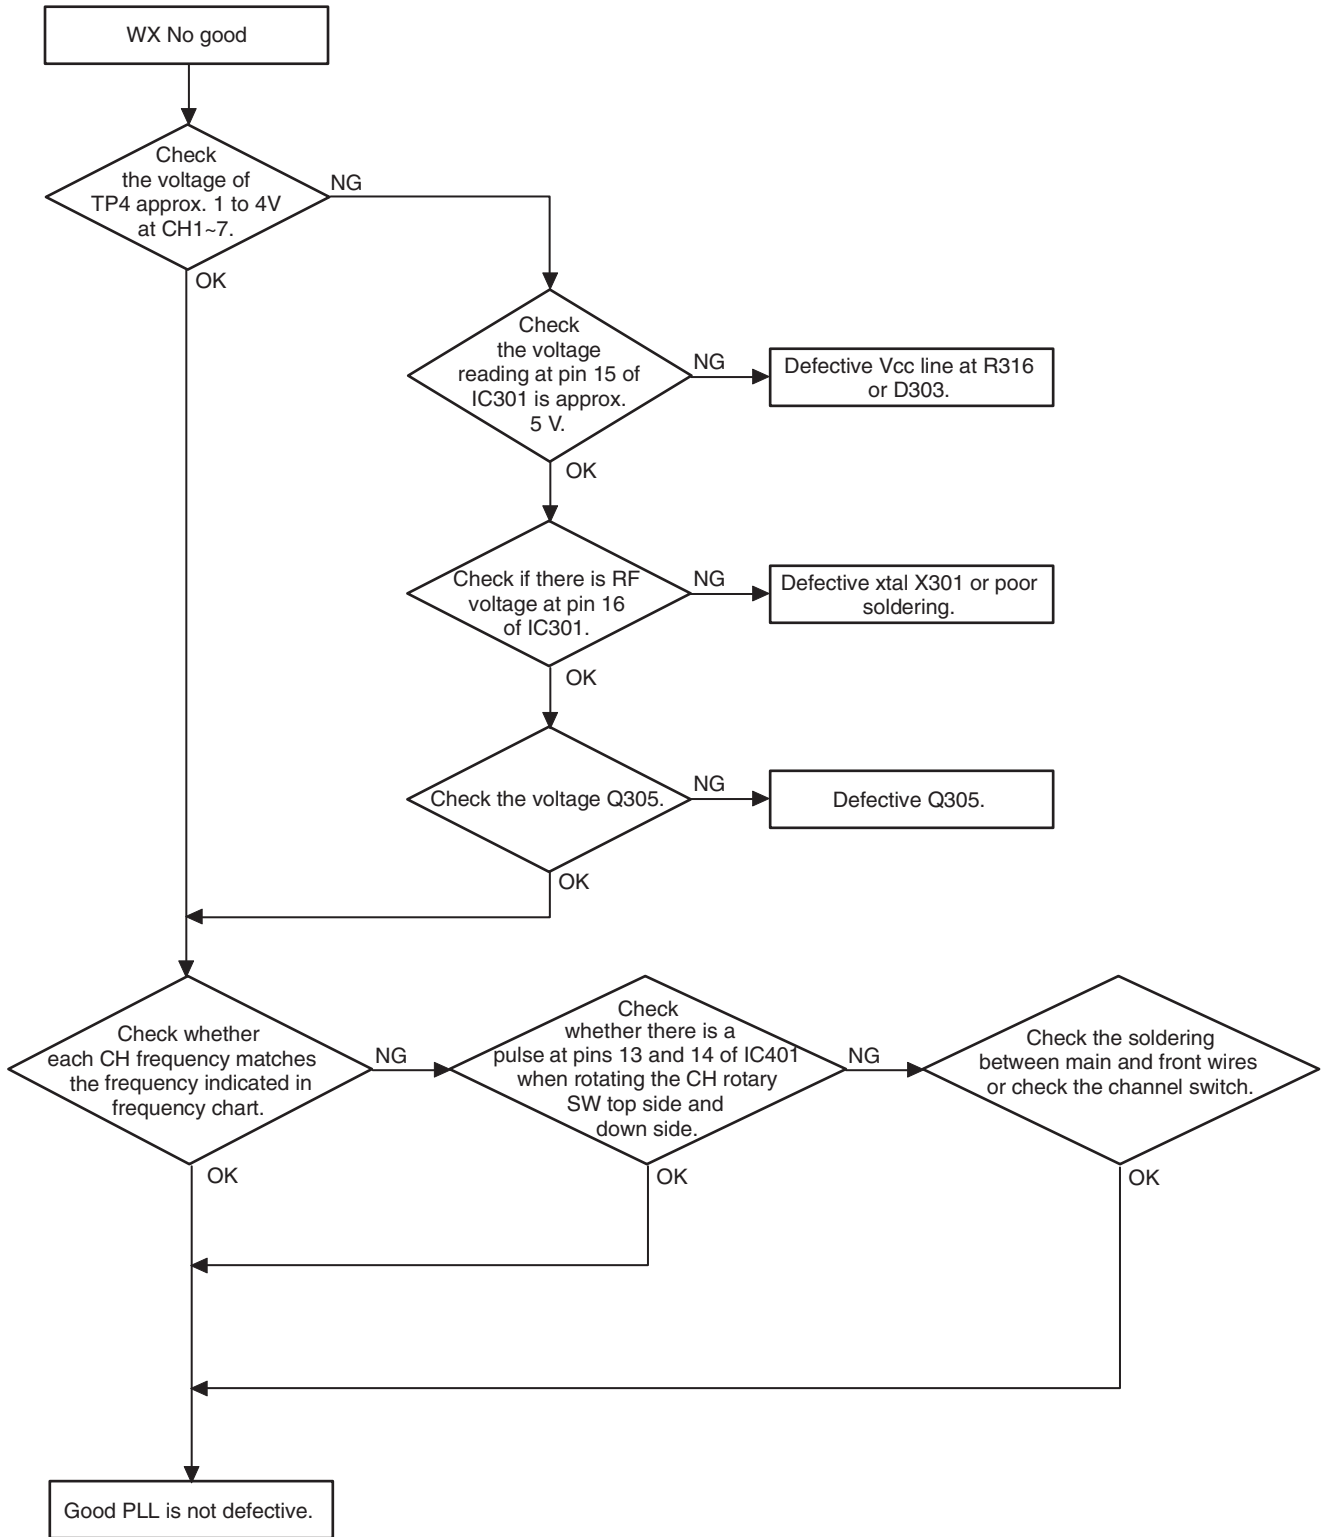 WX No good
Check
the voltage of
TP4 approx. 1 to 4V
at CH1~7.
NG
OK
Check
the voltage
reading at pin 15 of
IC301 is approx.
5 V.
NG
Defective Vcc line at R316
or D303.
OK
Check if there is RF
voltage at pin 16
of IC301.
NG
Defective xtal X301 or poor
soldering.
OK
Check the voltage Q305.
NG
Defective Q305.
OK
Check whether
each CH frequency matches
the frequency indicated in
frequency chart.
NG
Check
whether there is a
pulse at pins 13 and 14 of IC401
when rotating the CH rotary
SW top side and
down side.
NG
Check the soldering
between main and front wires
or check the channel switch.
OK
OK
OK
Good PLL is not defective.